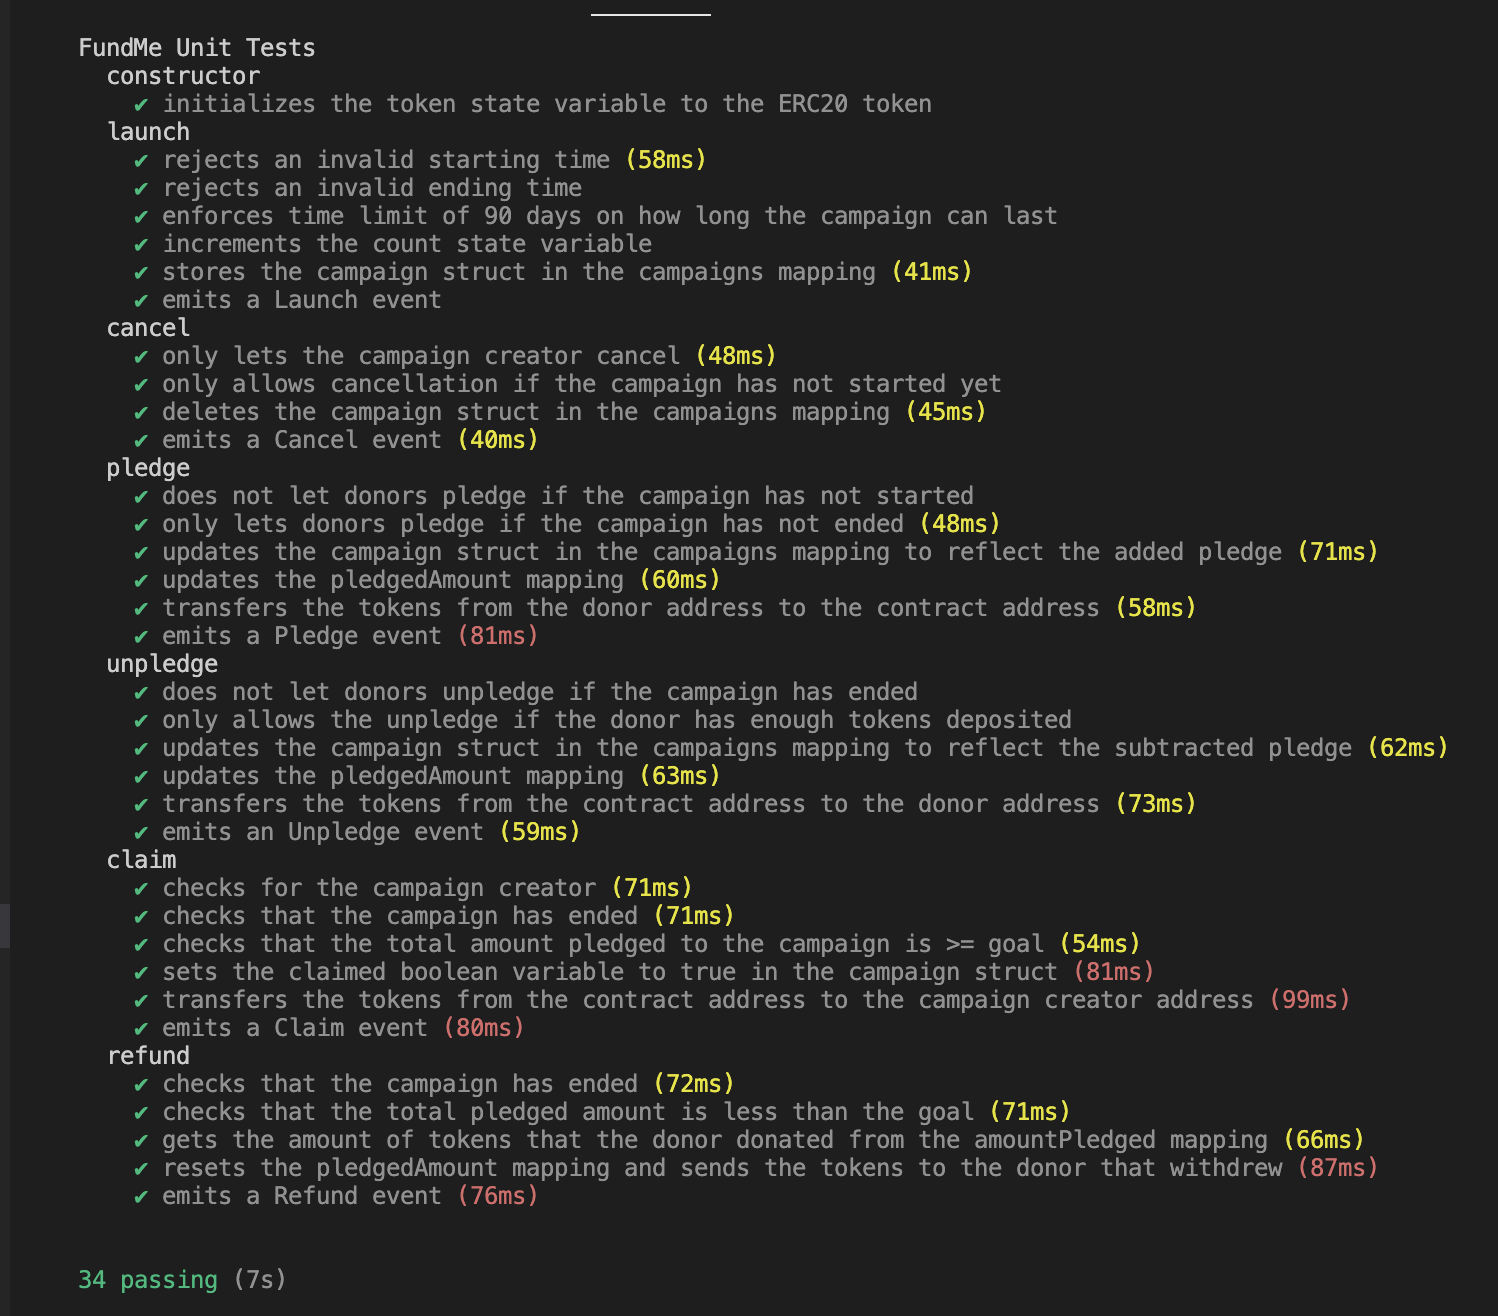 FundMe Unit Tests
constructor
✔ initializes the token state variable to the ERC20 token
launch
✔ rejects an invalid starting time (58ms)
✔ rejects an invalid ending time
✔ enforces time limit of 90 days on how long the campaign can last
✔ increments the count state variable
✔ stores the campaign struct in the campaigns mapping (41ms)
✔ emits a Launch event
cancel
✔ only lets the campaign creator cancel (48ms)
✔ only allows cancellation if the campaign has not started yet
✔ deletes the campaign struct in the campaigns mapping (45ms)
✔ emits a Cancel event (40ms)
pledge
✔ does not let donors pledge if the campaign has not started
✔ only lets donors pledge if the campaign has not ended (48ms)
✔ updates the campaign struct in the campaigns mapping to reflect the added pledge (71ms)
✔ updates the pledgedAmount mapping (60ms)
✔ transfers the tokens from the donor address to the contract address (58ms)
✔ emits a Pledge event (81ms)
unpledge
✔ does not let donors unpledge if the campaign has ended
✔ only allows the unpledge if the donor has enough tokens deposited
✔ updates the campaign struct in the campaigns mapping to reflect the subtracted pledge (62ms)
✔ updates the pledgedAmount mapping (63ms)
✔ transfers the tokens from the contract address to the donor address (73ms)
✔ emits an Unpledge event (59ms)
claim
✔ checks for the campaign creator (71ms)
✔ checks that the campaign has ended (71ms)
✔ checks that the total amount pledged to the campaign is >= goal (54ms)
✔ sets the claimed boolean variable to true in the campaign struct (81ms)
✔ transfers the tokens from the contract address to the campaign creator address (99ms)
✔ emits a Claim event (80ms)
refund
✔ checks that the campaign has ended (72ms)
✔ checks that the total pledged amount is less than the goal (71ms)
✔ gets the amount of tokens that the donor donated from the amountPledged mapping (66ms)
✔ resets the pledgedAmount mapping and sends the tokens to the donor that withdrew (87ms)
✔ emits a Refund event (76ms)
34 passing (7s)